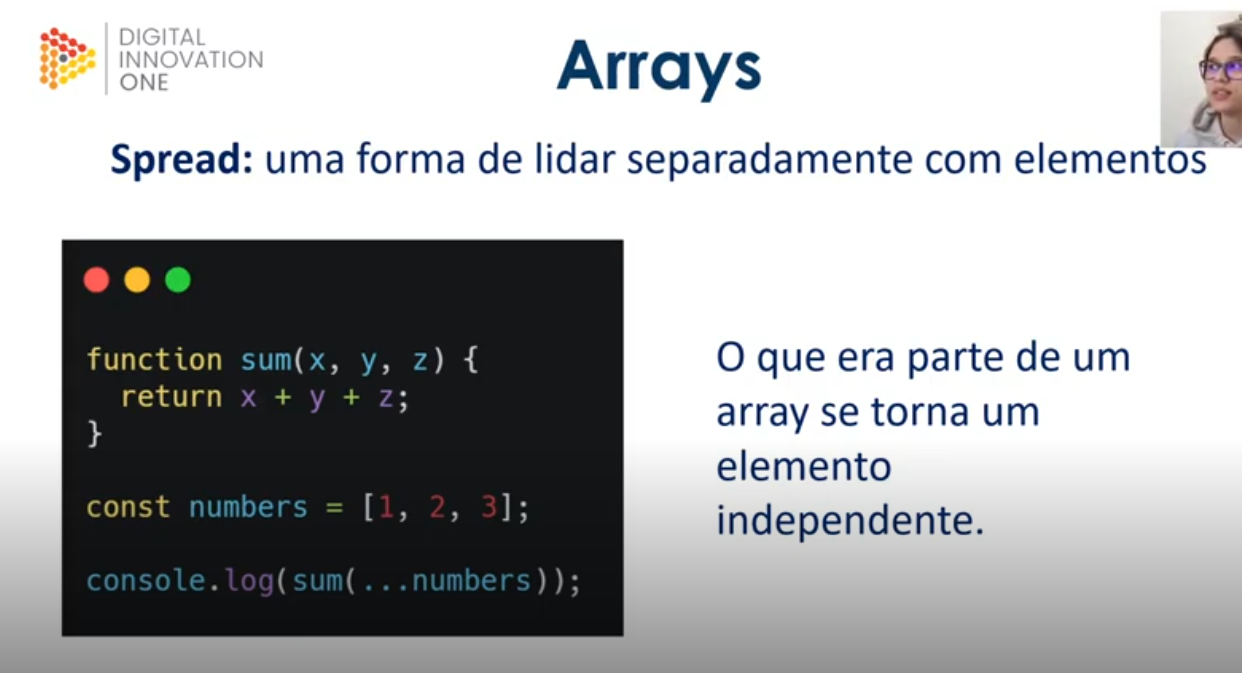 DIGITAL
INNOVATION
ONE
Arrays
Spread: uma forma de lidar separadamente com elementos
function sum(x, y, z) {
  return x + y + z;
}
const numbers = [1, 2, 3];
console.log(sum(...numbers));
O que era parte de um
array se torna um
elemento
independente.